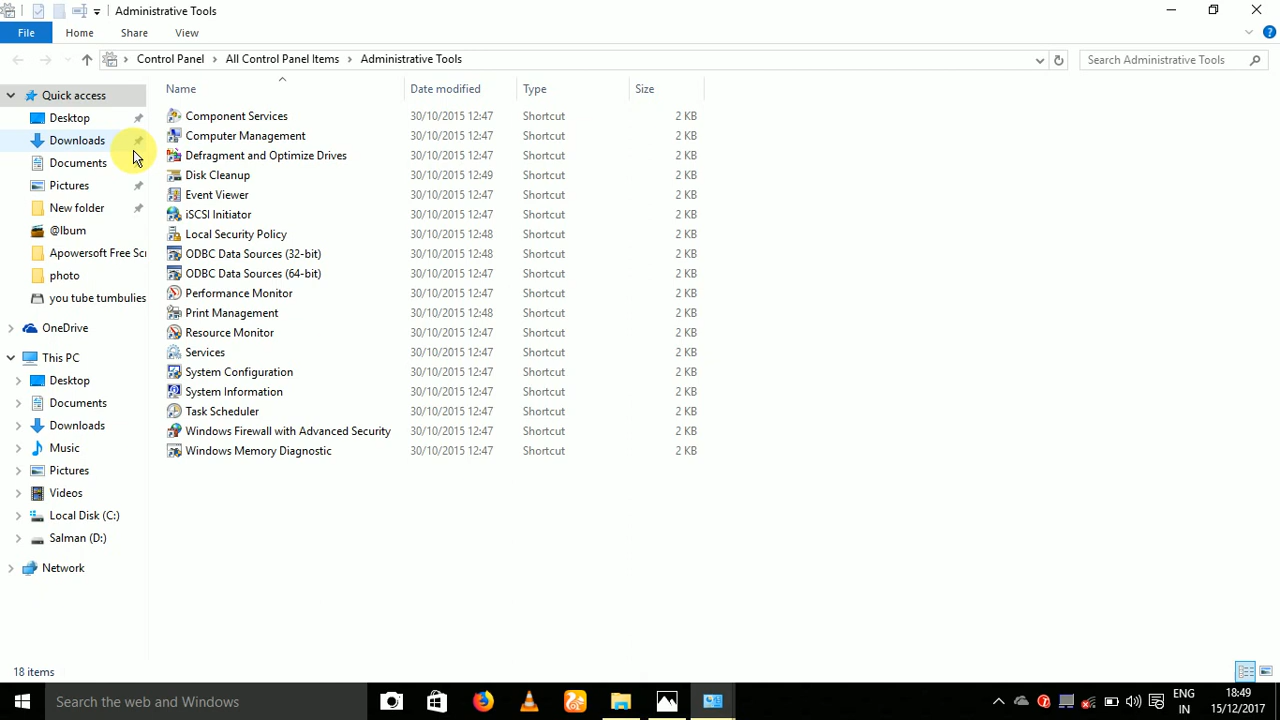 Administrative Tools
File Home Share View
Control Panel All Control Panel Items Administrative Tools Search Administrative Tools
Name Date modified Type Size
Quick access
Desktop
Downloads
Documents
Pictures
New folder
@lbum
Apowersoft Free Scr
photo
you tube tumbulies
OneDrive
This PC
Desktop
Documents
Downloads
Music
Pictures
Videos
Local Disk (C:)
Salman (D:)
Network
Component Services 30/10/2015 12:47 Shortcut 2 KB
Computer Management 30/10/2015 12:47 Shortcut 2 KB
Defragment and Optimize Drives 30/10/2015 12:47 Shortcut 2 KB
Disk Cleanup 30/10/2015 12:49 Shortcut 2 KB
Event Viewer 30/10/2015 12:47 Shortcut 2 KB
iSCSI Initiator 30/10/2015 12:47 Shortcut 2 KB
Local Security Policy 30/10/2015 12:48 Shortcut 2 KB
ODBC Data Sources (32-bit) 30/10/2015 12:48 Shortcut 2 KB
ODBC Data Sources (64-bit) 30/10/2015 12:47 Shortcut 2 KB
Performance Monitor 30/10/2015 12:47 Shortcut 2 KB
Print Management 30/10/2015 12:48 Shortcut 2 KB
Resource Monitor 30/10/2015 12:47 Shortcut 2 KB
Services 30/10/2015 12:47 Shortcut 2 KB
System Configuration 30/10/2015 12:47 Shortcut 2 KB
System Information 30/10/2015 12:47 Shortcut 2 KB
Task Scheduler 30/10/2015 12:47 Shortcut 2 KB
Windows Firewall with Advanced Security 30/10/2015 12:47 Shortcut 2 KB
Windows Memory Diagnostic 30/10/2015 12:47 Shortcut 2 KB
18 items
Search the web and Windows
ENG 18:49
IN 15/12/2017